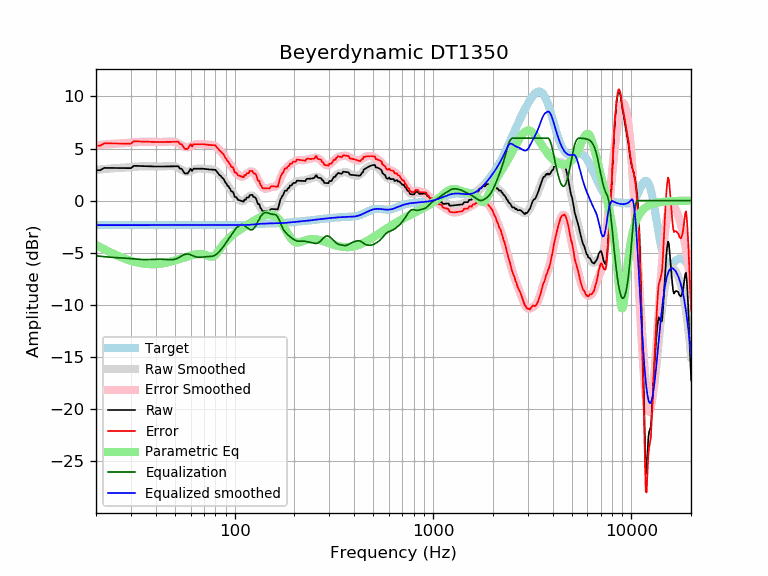 Beyerdynamic DT1350
Amplitude (dBr)
10
5
0
−5
−10
−15
−20
−25
Target
Raw Smoothed
Error Smoothed
Raw
Error
Parametric Eq
Equalization
Equalized smoothed
100
1000
10000
Frequency (Hz)